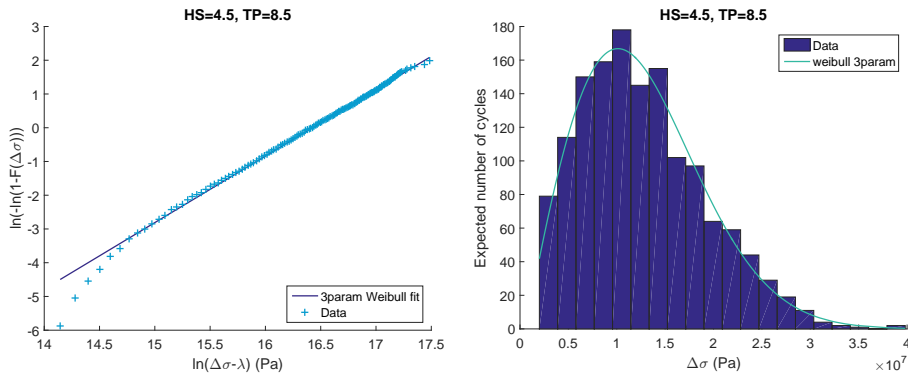 HS=4.5, TP=8.5
3
2
1
0
-1
-2
-3
-4
-5
-6
ln(-ln(1-F(Δσ)))
3param Weibull fit
Data
14 14.5 15 15.5 16 16.5 17 17.5
ln(Δσ-λ) (Pa)
HS=4.5, TP=8.5
180
160
140
120
100
80
60
40
20
0
Expected number of cycles
Data
weibull 3param
0 0.5 1 1.5 2 2.5 3 3.5 4
Δσ (Pa)
×10⁷